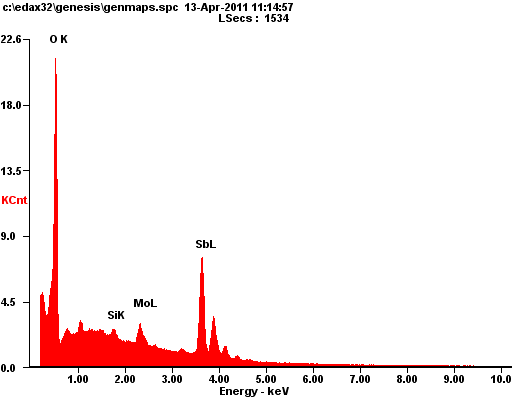 c:\edax32\genesis\genmaps.spc 13-Apr-2011 11:14:57
LSecs : 1534
22.6
O K
18.0
13.5
KCnt
9.0
SbL
4.5
MoL
SiK
0.0
1.00 2.00 3.00 4.00 5.00 6.00 7.00 8.00 9.00 10.0
Energy - keV